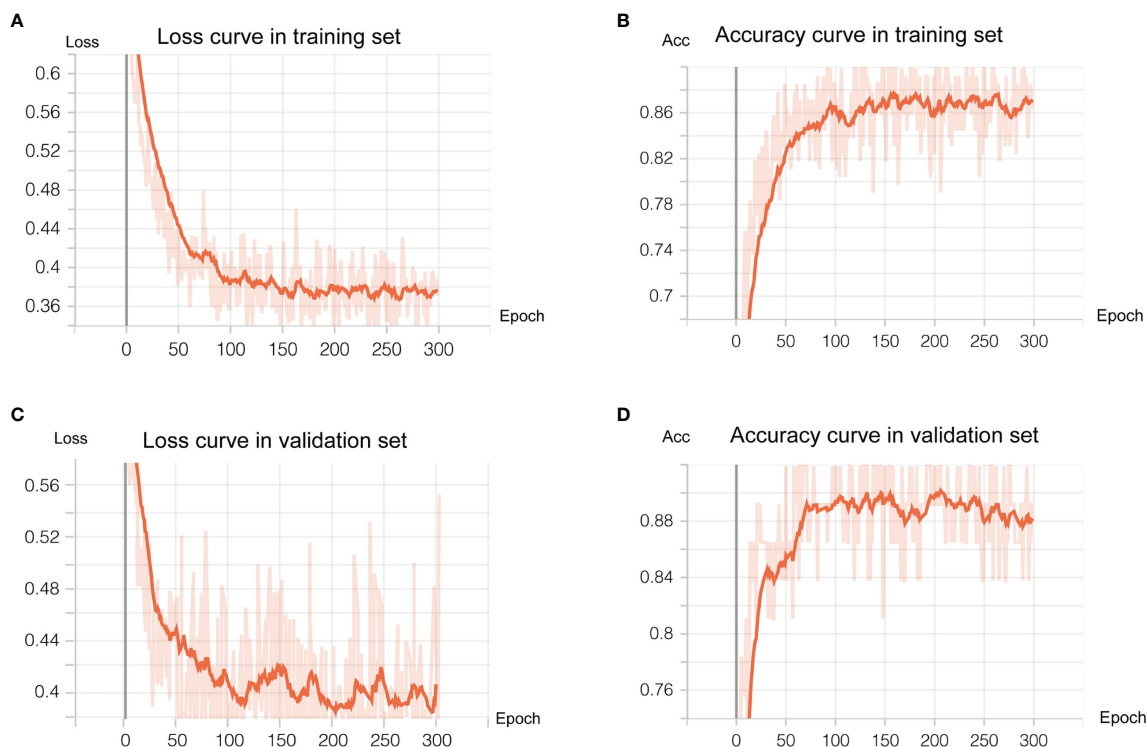 A
Loss
Loss curve in training set
0.6
0.56
0.52
0.48
0.44
0.4
0.36
Epoch
0 50 100 150 200 250 300
B
Acc
Accuracy curve in training set
0.86
0.82
0.78
0.74
0.7
Epoch
0 50 100 150 200 250 300
C
Loss
Loss curve in validation set
0.56
0.52
0.48
0.44
0.4
Epoch
0 50 100 150 200 250 300
D
Acc
Accuracy curve in validation set
0.88
0.84
0.8
0.76
Epoch
0 50 100 150 200 250 300